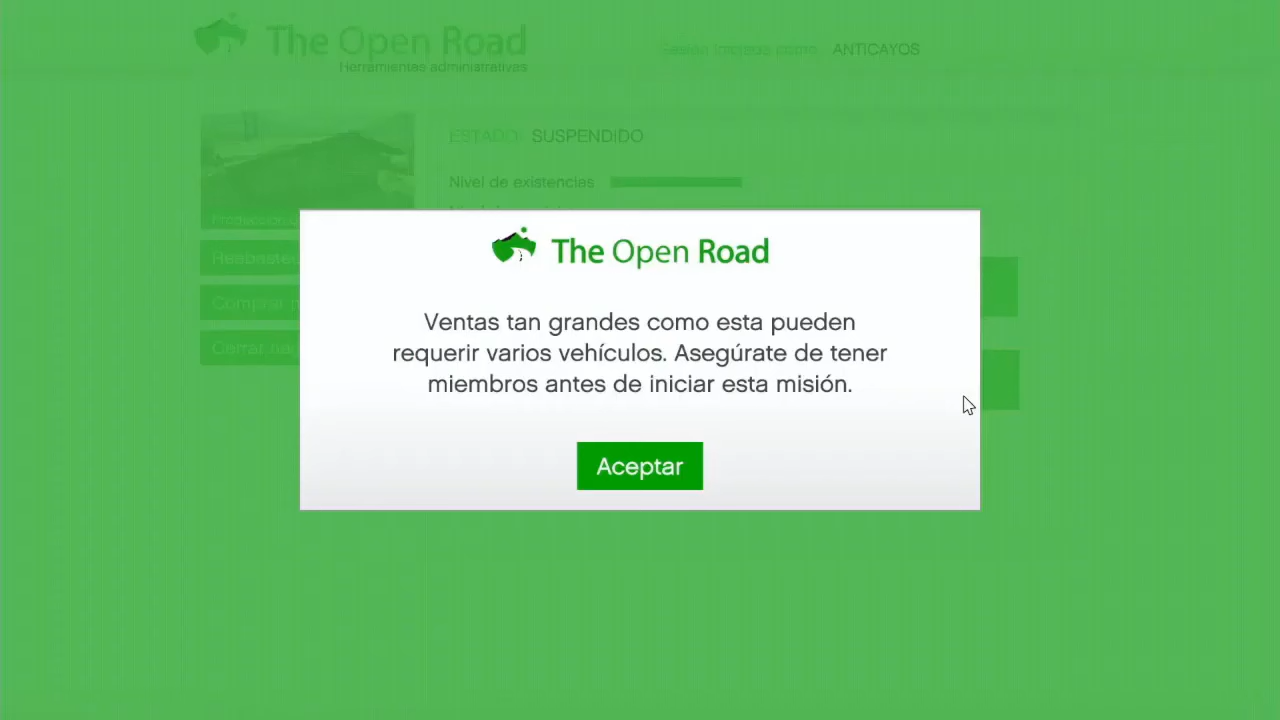 The Open Road
Herramientas administrativas
Sesión iniciada como ANTICAYOS
ESTADO: SUSPENDIDO
Nivel de existencias
The Open Road
Ventas tan grandes como esta pueden
requerir varios vehículos. Asegúrate de tener
miembros antes de iniciar esta misión.
Aceptar